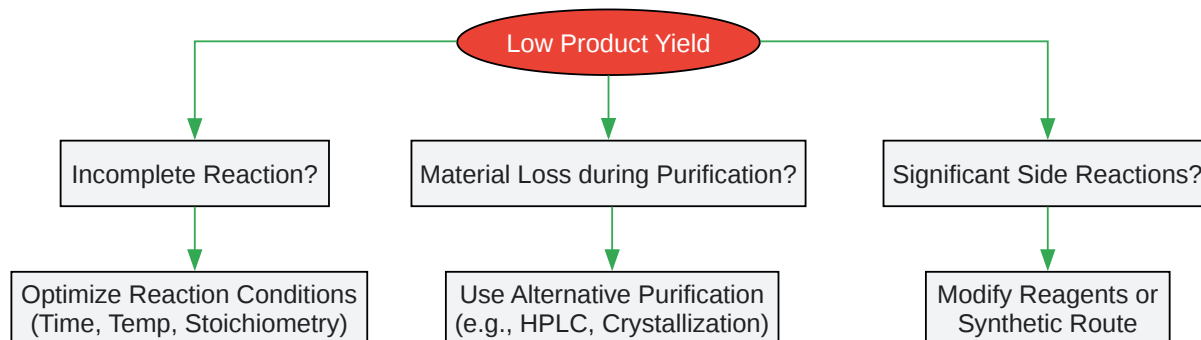 Low Product Yield
Incomplete Reaction?
Material Loss during Purification?
Significant Side Reactions?
Optimize Reaction Conditions
(Time, Temp, Stoichiometry)
Use Alternative Purification
(e.g., HPLC, Crystallization)
Modify Reagents or
Synthetic Route